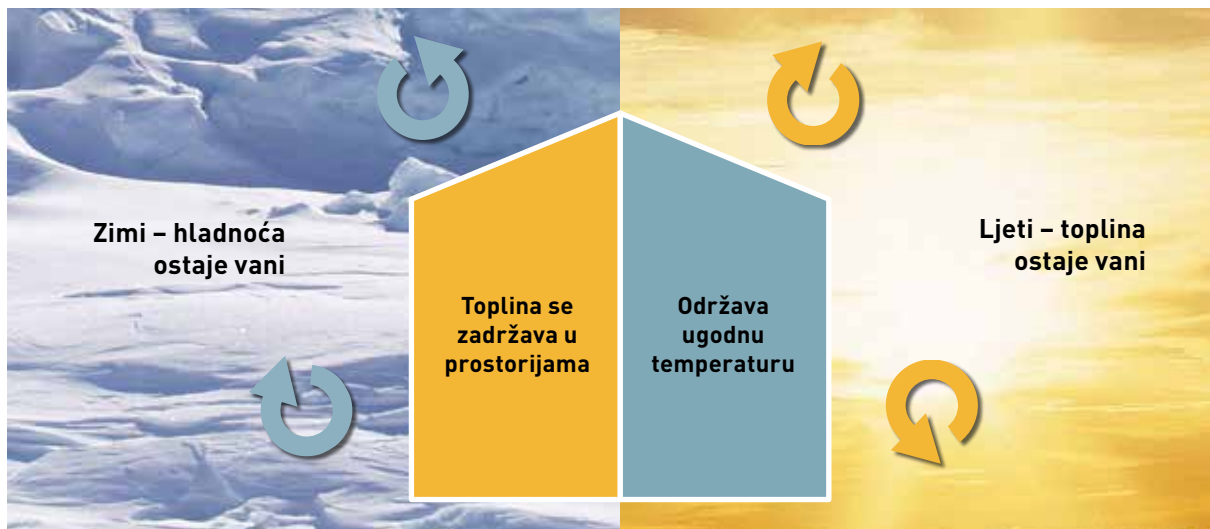 Zimi – hladnoća
ostaje vani
Toplina se
zadržava u
prostorijama
Održava
ugodnu
temperaturu
Ljeti – toplina
ostaje vani